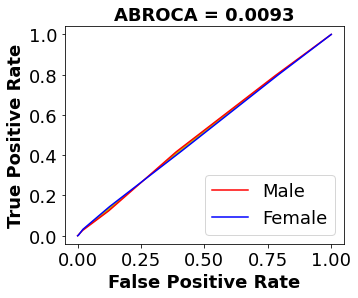 ABROCA = 0.0093
True Positive Rate
1.0
0.8
0.6
0.4
0.2
0.0
Male
Female
0.00 0.25 0.50 0.75 1.00
False Positive Rate